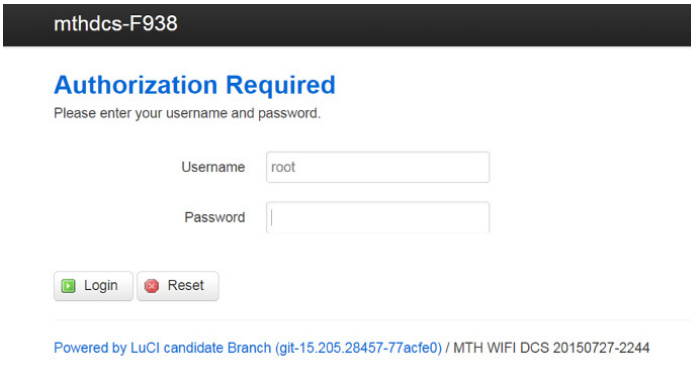 mthdcs-F938
Authorization Required
Please enter your username and password.
Username root
Password
Login Reset
Powered by LuCI candidate Branch (git-15.205.28457-77acfe0) / MTH WIFI DCS 20150727-2244